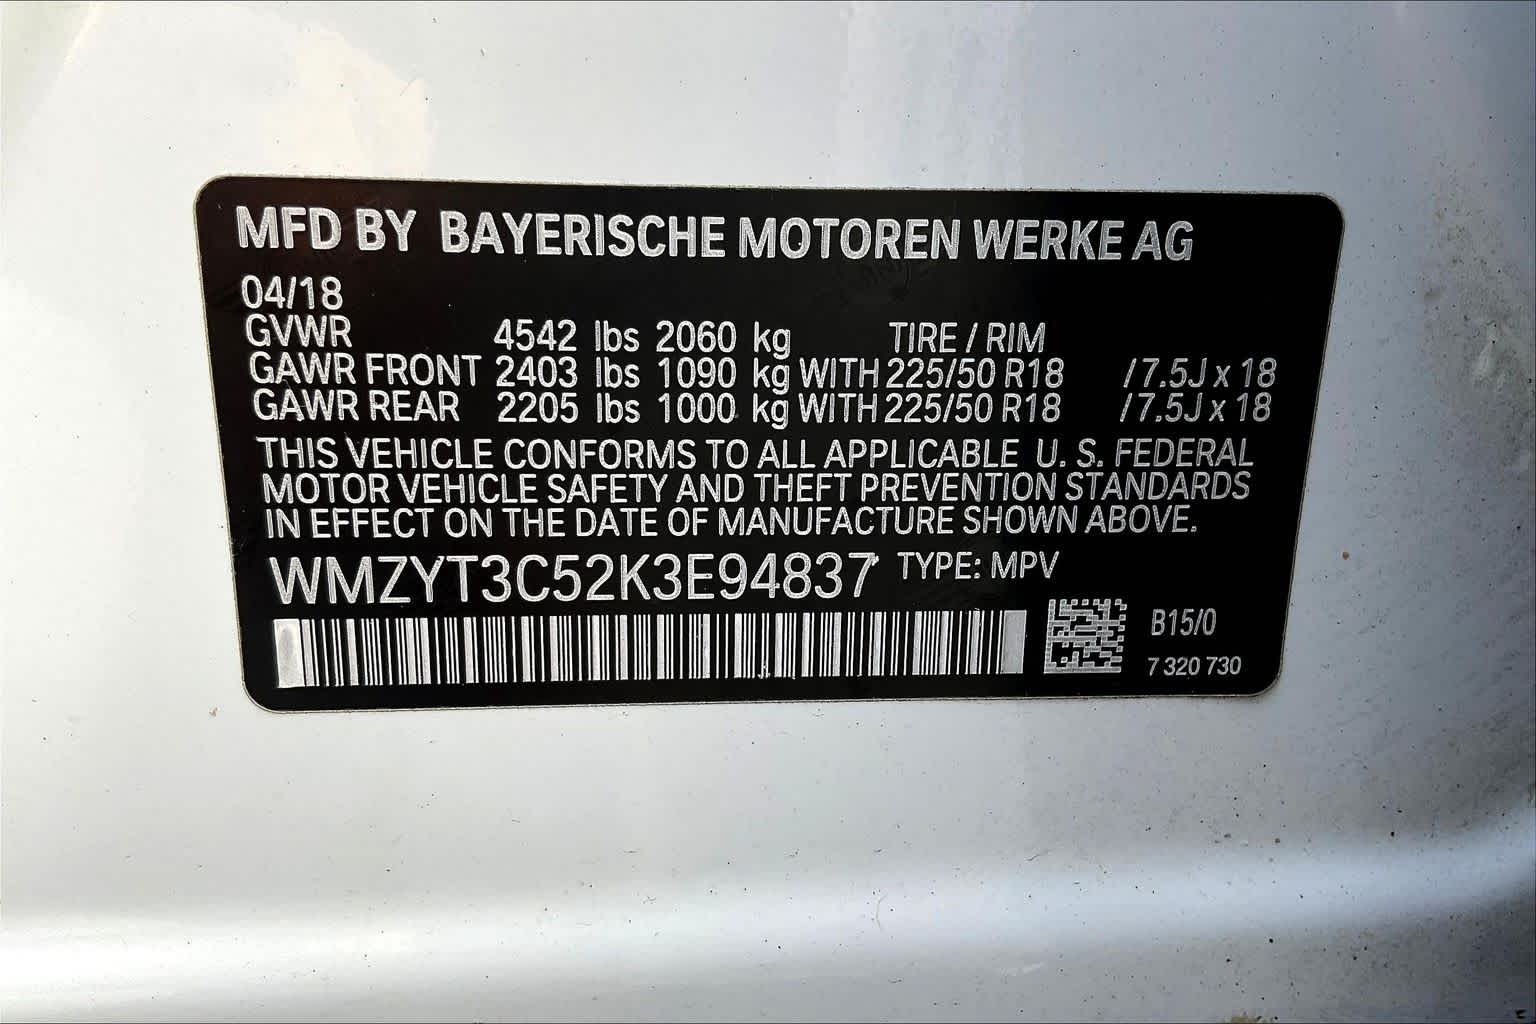 MFD BY BAYERISCHE MOTOREN WERKE AG
04/18
GVWR 4542 lbs 2060 kg TIRE / RIM
GAWR FRONT 2403 lbs 1090 kg WITH 225/50 R18 /7.5J x 18
GAWR REAR 2205 lbs 1000 kg WITH 225/50 R18 /7.5J x 18
THIS VEHICLE CONFORMS TO ALL APPLICABLE U. S. FEDERAL
MOTOR VEHICLE SAFETY AND THEFT PREVENTION STANDARDS
IN EFFECT ON THE DATE OF MANUFACTURE SHOWN ABOVE.
WMZYT3C52K3E94837 TYPE: MPV
B15/0
7 320 730